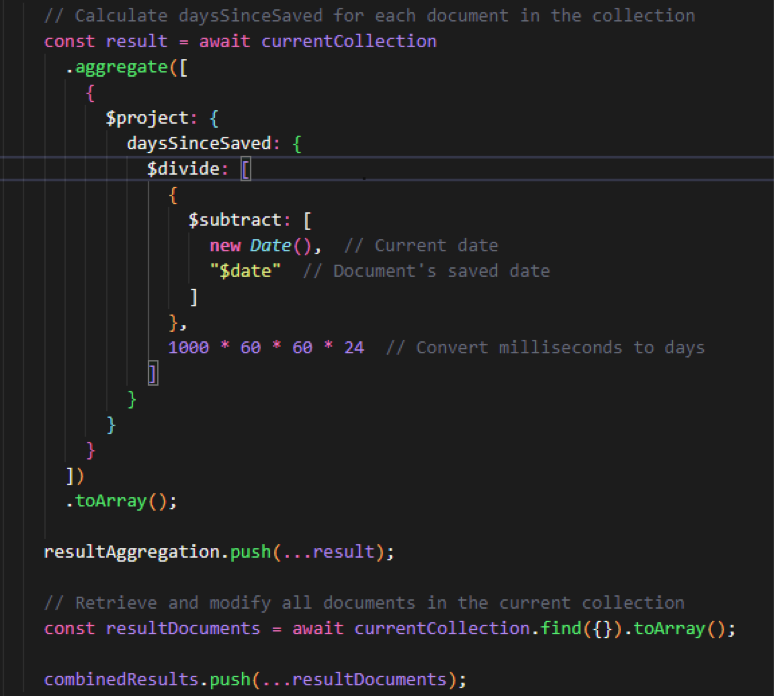 // Calculate daysSinceSaved for each document in the collection
const result = await currentCollection
.aggregate([
{
$project: {
daysSinceSaved: {
$divide: [
{
$subtract: [
new Date(), // Current date
"$date" // Document's saved date
]
},
1000 * 60 * 60 * 24 // Convert milliseconds to days
]
}
}
}
])
.toArray();
resultAggregation.push(...result);
// Retrieve and modify all documents in the current collection
const resultDocuments = await currentCollection.find({}).toArray();
combinedResults.push(...resultDocuments);